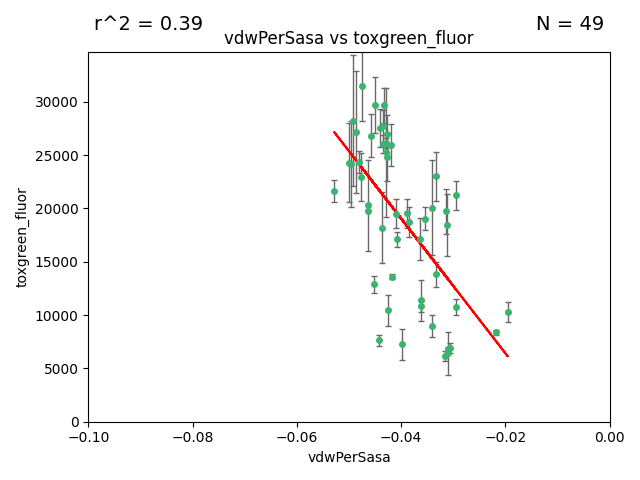 r^2 = 0.39
N = 49
vdwPerSasa vs toxgreen_fluor
toxgreen_fluor
30000
25000
20000
15000
10000
5000
0
−0.10
−0.08
−0.06
−0.04
−0.02
0.00
vdwPerSasa